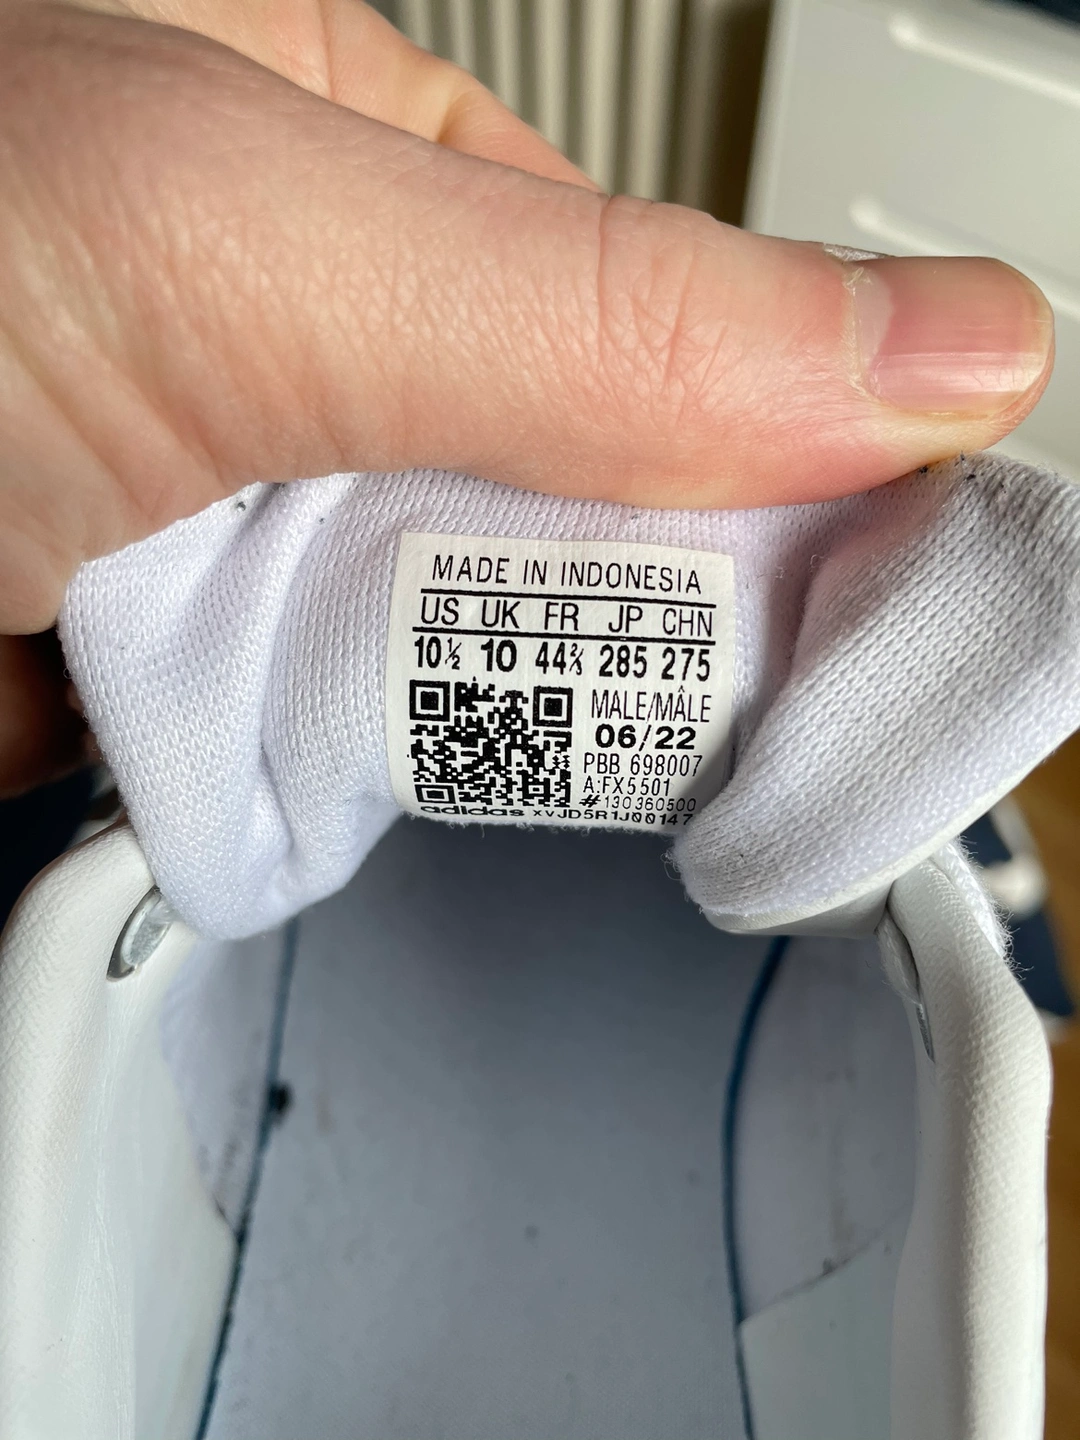 MADE IN INDONESIA
US UK FR JP CHN
10½ 10 44⅔ 285 275
MALE/MÂLE
06/22
PBB 698007
A:FX5501
#130360500
adidas XVJD5R1J00147